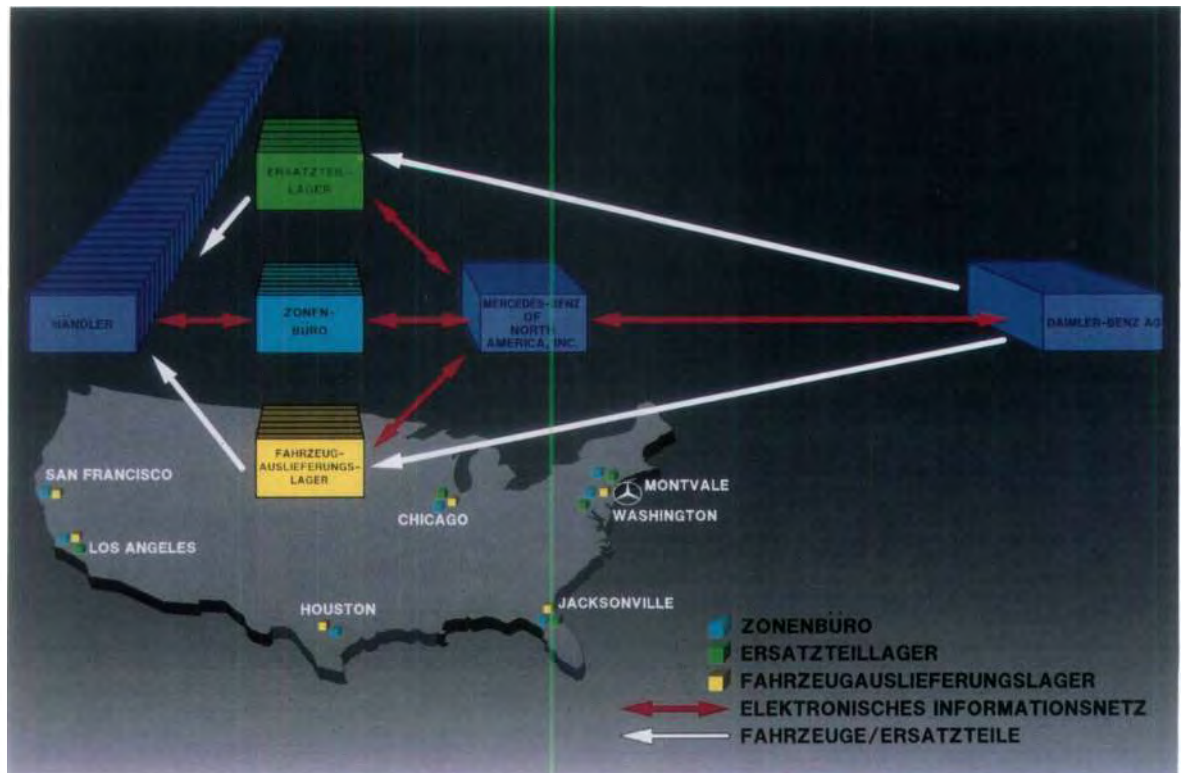 ERSATZTEIL-
LAGER
HÄNDLER
ZONEN-
BÜRO
MERCEDES-BENZ
OF
NORTH
AMERICA, INC.
DAIMLER-BENZ AG
FAHRZEUG-
AUSLIEFERUNGS-
LAGER
SAN FRANCISCO
LOS ANGELES
CHICAGO
MONTVALE
WASHINGTON
HOUSTON
JACKSONVILLE
ZONENBÜRO
ERSATZTEILLAGER
FAHRZEUGAUSLIEFERUNGSLAGER
ELEKTRONISCHES INFORMATIONSNETZ
FAHRZEUGE/ERSATZTEILE